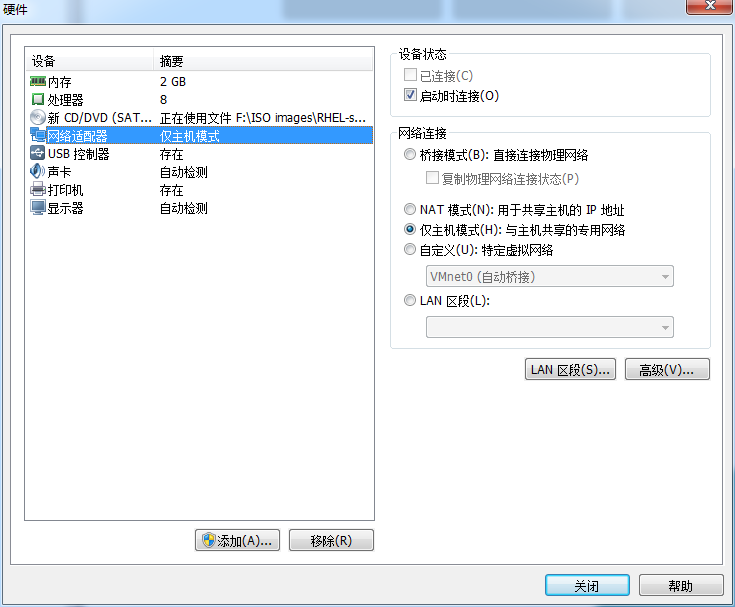 硬件
设备 摘要
内存 2 GB
处理器 8
新 CD/DVD (SAT... 正在使用文件 F:\ISO images\RHEL-s...
网络适配器 仅主机模式
USB 控制器 存在
声卡 自动检测
打印机 存在
显示器 自动检测
添加(A)... 移除(R)
设备状态
已连接(C)
启动时连接(O)
网络连接
桥接模式(B): 直接连接物理网络
复制物理网络连接状态(P)
NAT 模式(N): 用于共享主机的 IP 地址
仅主机模式(H): 与主机共享的专用网络
自定义(U): 特定虚拟网络
VMnet0 (自动桥接)
LAN 区段(L):
LAN 区段(S)... 高级(V)...
关闭 帮助